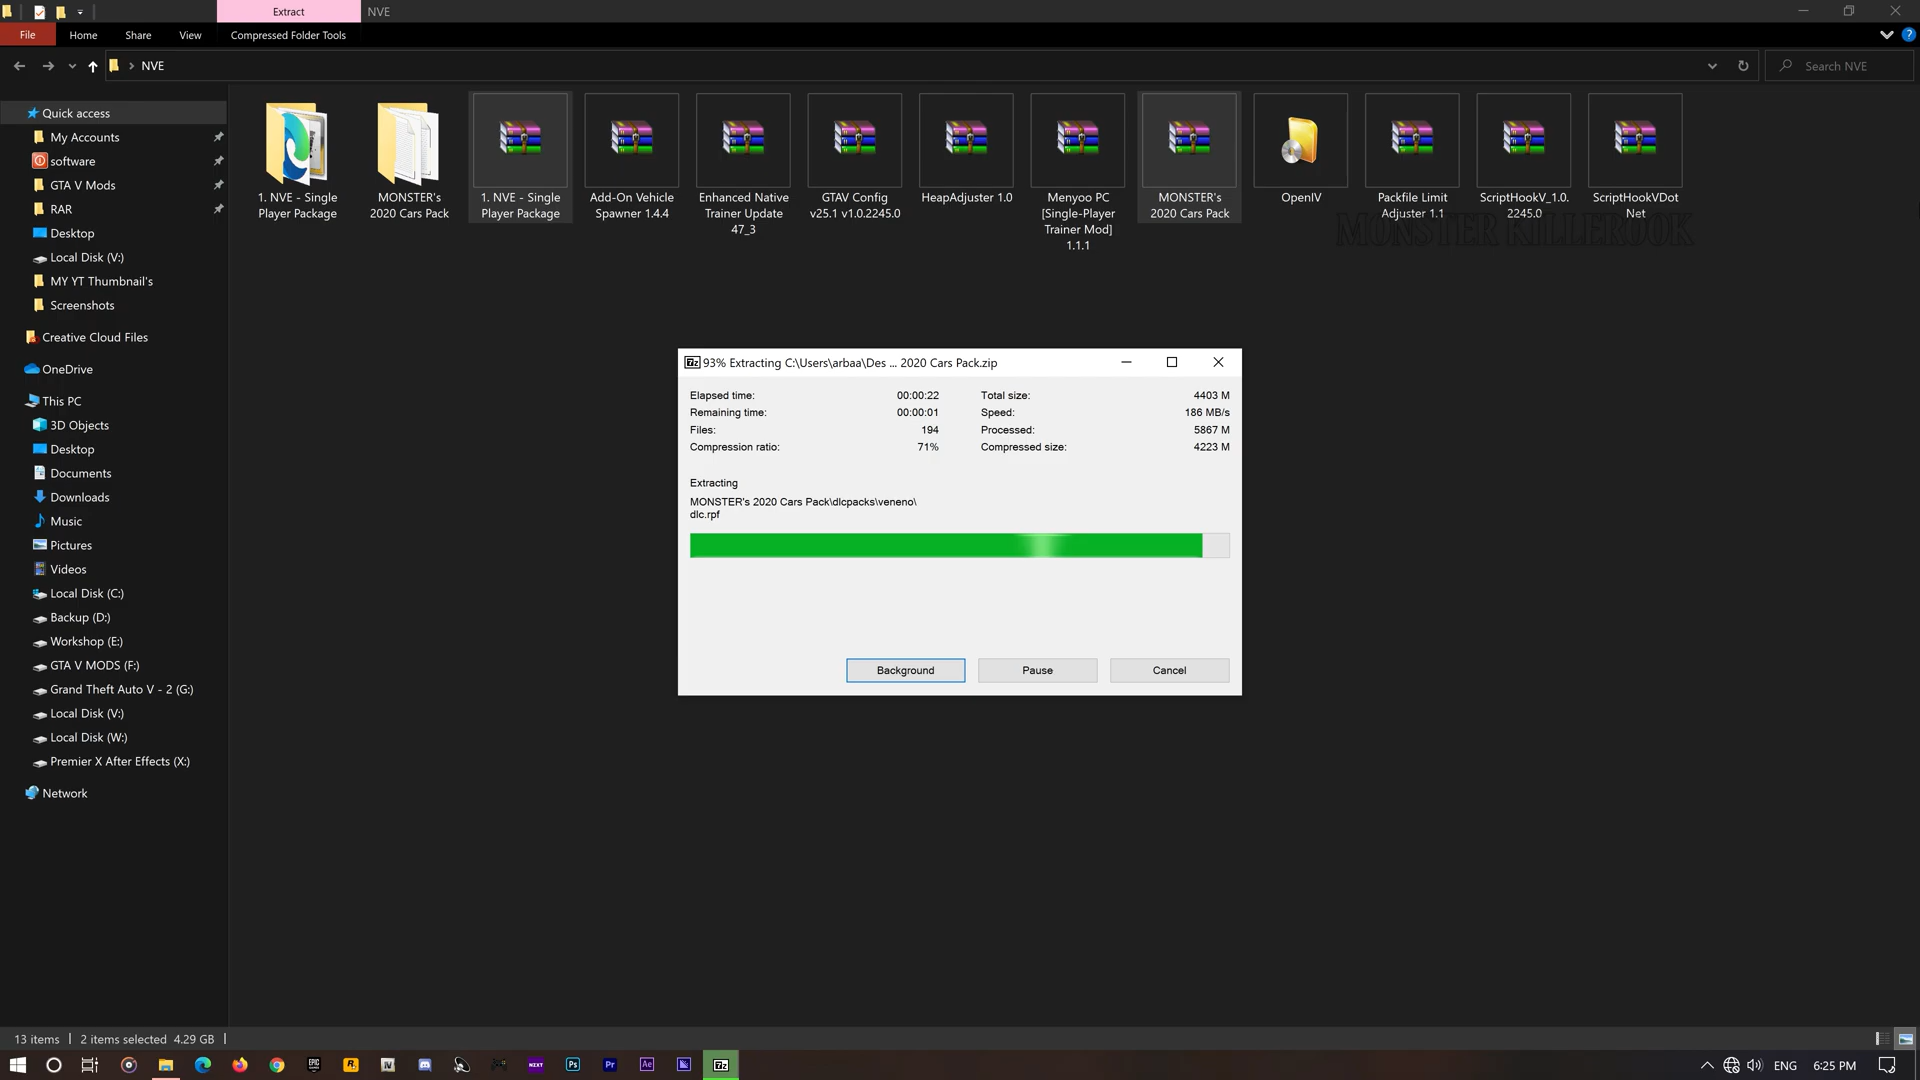 Extract
NVE
File
Home
Share
View
Compressed Folder Tools
NVE
Search NVE
Quick access
My Accounts
software
GTA V Mods
RAR
Desktop
Local Disk (V:)
MY YT Thumbnail's
Screenshots
Creative Cloud Files
OneDrive
This PC
3D Objects
Desktop
Documents
Downloads
Music
Pictures
Videos
Local Disk (C:)
Backup (D:)
Workshop (E:)
GTA V MODS (F:)
Grand Theft Auto V - 2 (G:)
Local Disk (V:)
Local Disk (W:)
Premier X After Effects (X:)
Network
1. NVE - Single
Player Package
MONSTER's
2020 Cars Pack
1. NVE - Single
Player Package
Add-On Vehicle
Spawner 1.4.4
Enhanced Native
Trainer Update
47_3
GTAV Config
v25.1 v1.0.2245.0
HeapAdjuster 1.0
Menyoo PC
[Single-Player
Trainer Mod]
1.1.1
MONSTER's
2020 Cars Pack
OpenIV
Packfile Limit
Adjuster 1.1
ScriptHookV_1.0.
2245.0
ScriptHookVDot
Net
MONSTER KILLEROOK
93% Extracting C:\Users\arbaa\Des ... 2020 Cars Pack.zip
Elapsed time: 00:00:22
Total size: 4403 M
Remaining time: 00:00:01
Speed: 186 MB/s
Files: 194
Processed: 5867 M
Compression ratio: 71%
Compressed size: 4223 M
Extracting
MONSTER's 2020 Cars Pack\dlcpacks\veneno\
dlc.rpf
Background
Pause
Cancel
13 items
2 items selected 4.29 GB
ENG
6:25 PM